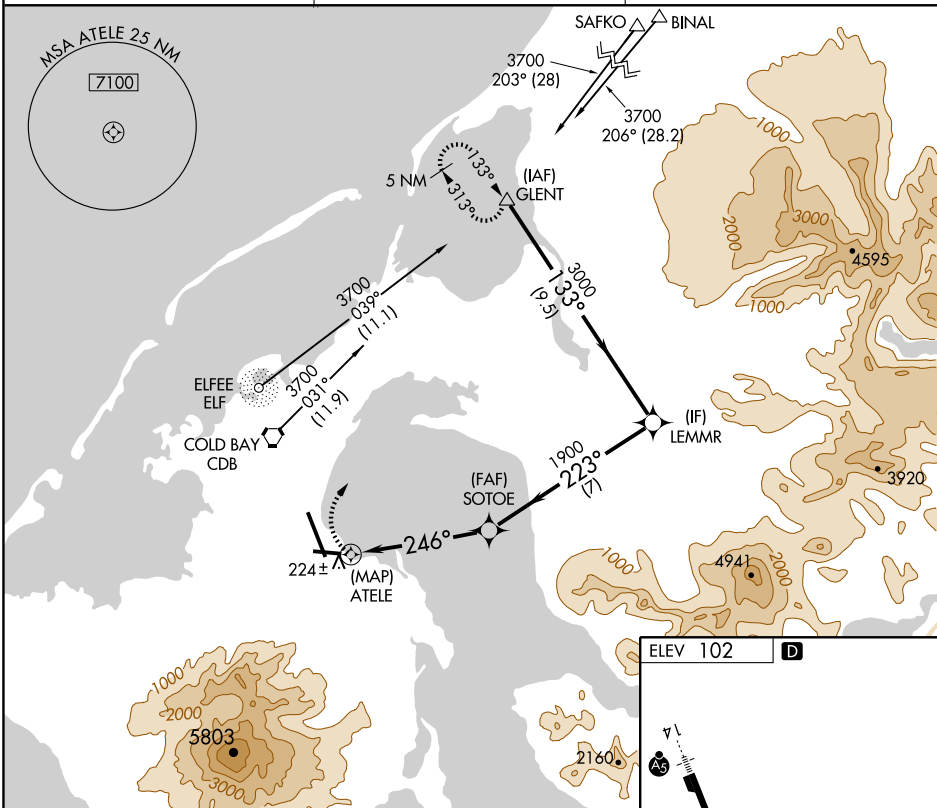 MSA ATELE 25 NM
7100
SAFKO
BINAL
3700
203° (28)
3700
206° (28.2)
1000
2000
3000
4595
1000
5 NM
133°
313°
(IAF)
GLENT
3000
133°
(9.5)
3700
039°
(11.1)
3700
031°
(11.9)
ELFEE
ELF
COLD BAY
CDB
(IF)
LEMMR
1900
223°
(7)
(FAF)
SOTOE
3920
246°
224±
(MAP)
ATELE
1000
4941
2000
1000
2000
5803
3000
2160
ELEV 102
D
14
A5